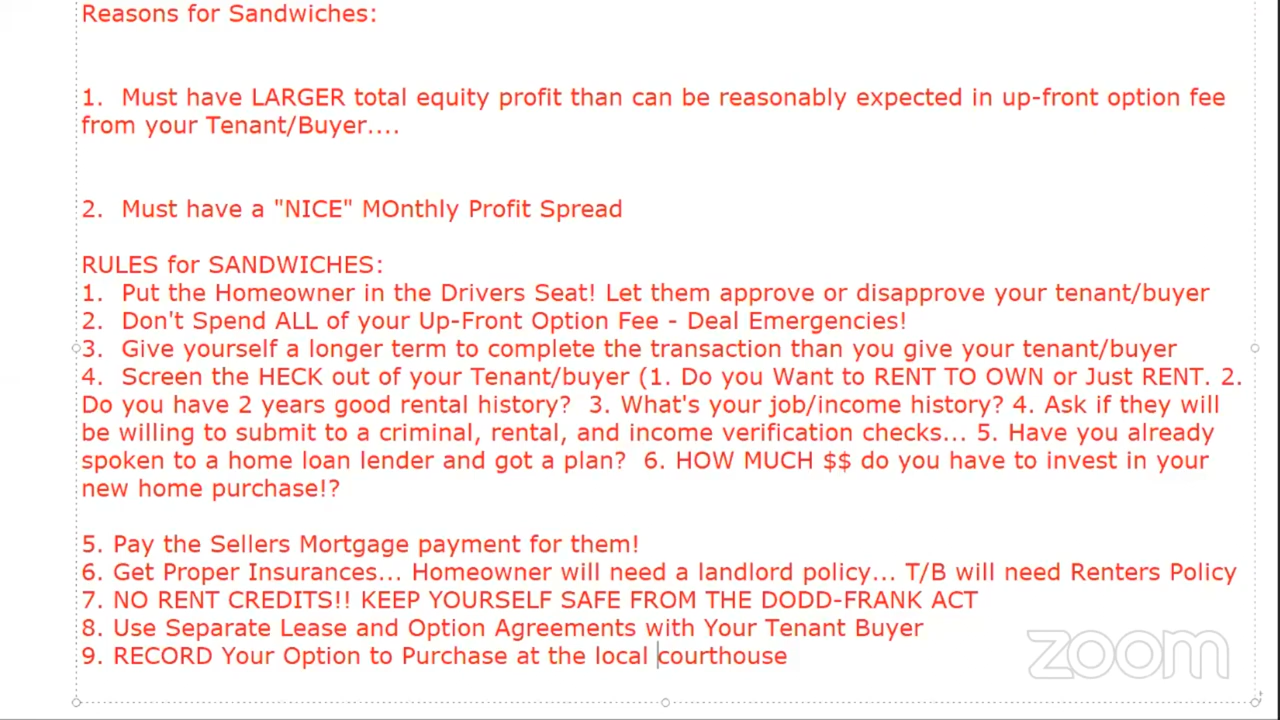 Reasons for Sandwiches:
1. Must have LARGER total equity profit than can be reasonably expected in up-front option fee
from your Tenant/Buyer....
2. Must have a "NICE" MOnthly Profit Spread
RULES for SANDWICHES:
1. Put the Homeowner in the Drivers Seat! Let them approve or disapprove your tenant/buyer
2. Don't Spend ALL of your Up-Front Option Fee - Deal Emergencies!
3. Give yourself a longer term to complete the transaction than you give your tenant/buyer
4. Screen the HECK out of your Tenant/buyer (1. Do you Want to RENT TO OWN or Just RENT. 2.
Do you have 2 years good rental history? 3. What's your job/income history? 4. Ask if they will
be willing to submit to a criminal, rental, and income verification checks... 5. Have you already
spoken to a home loan lender and got a plan? 6. HOW MUCH $$ do you have to invest in your
new home purchase!?
5. Pay the Sellers Mortgage payment for them!
6. Get Proper Insurances... Homeowner will need a landlord policy... T/B will need Renters Policy
7. NO RENT CREDITS!! KEEP YOURSELF SAFE FROM THE DODD-FRANK ACT
8. Use Separate Lease and Option Agreements with Your Tenant Buyer
9. RECORD Your Option to Purchase at the local courthouse
zoom